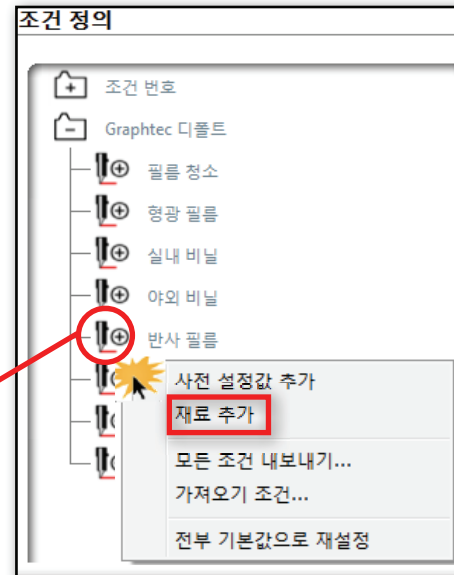 조건 정의
조건 번호
Graphtec 디폴트
필름 청소
형광 필름
실내 비닐
야외 비닐
반사 필름
사전 설정값 추가
재료 추가
모든 조건 내보내기...
가져오기 조건...
전부 기본값으로 재설정